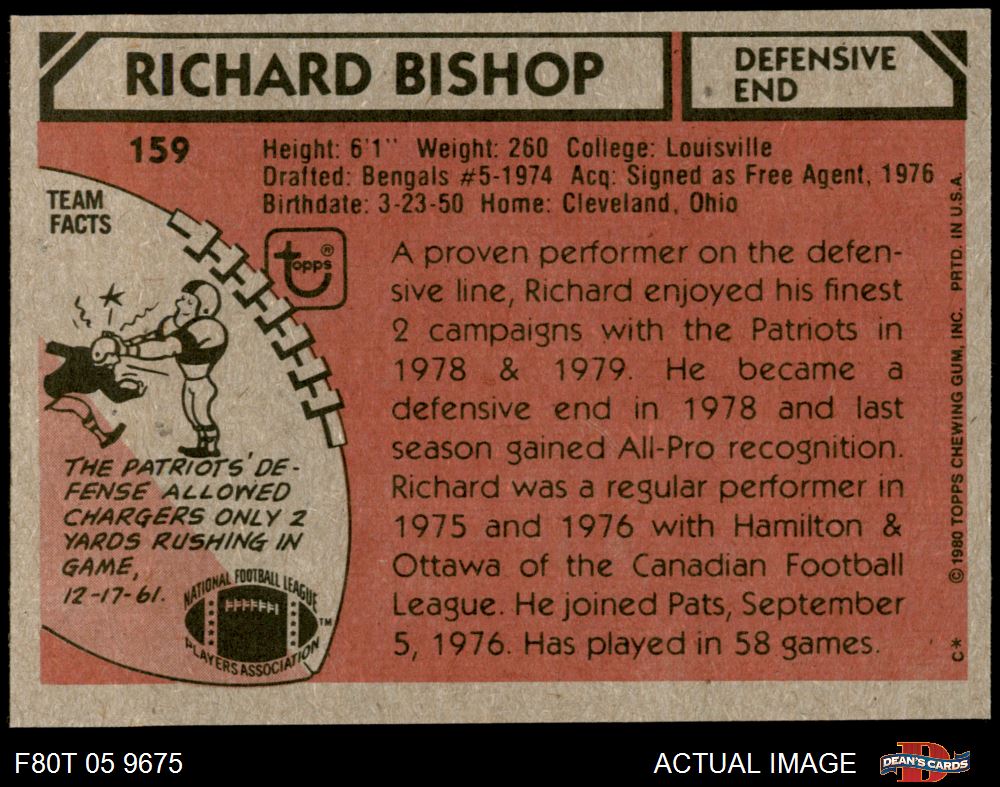 RICHARD BISHOP
DEFENSIVE
END
159
Height: 6'1" Weight: 260 College: Louisville
Drafted: Bengals #5-1974 Acq: Signed as Free Agent, 1976
Birthdate: 3-23-50 Home: Cleveland, Ohio
TEAM
FACTS
topps®
A proven performer on the defen-
sive line, Richard enjoyed his finest
2 campaigns with the Patriots in
1978 & 1979. He became a
defensive end in 1978 and last
season gained All-Pro recognition.
Richard was a regular performer in
1975 and 1976 with Hamilton &
Ottawa of the Canadian Football
League. He joined Pats, September
5, 1976. Has played in 58 games.
THE PATRIOTS' DE-
FENSE ALLOWED
CHARGERS ONLY 2
YARDS RUSHING IN
GAME,
12-17-61.
NATIONAL FOOTBALL LEAGUE
PLAYERS ASSOCIATION
TM
C* © 1980 TOPPS CHEWING GUM, INC. PRTD. IN U.S.A.
F80T 05 9675
ACTUAL IMAGE
D
DEAN'S CARDS